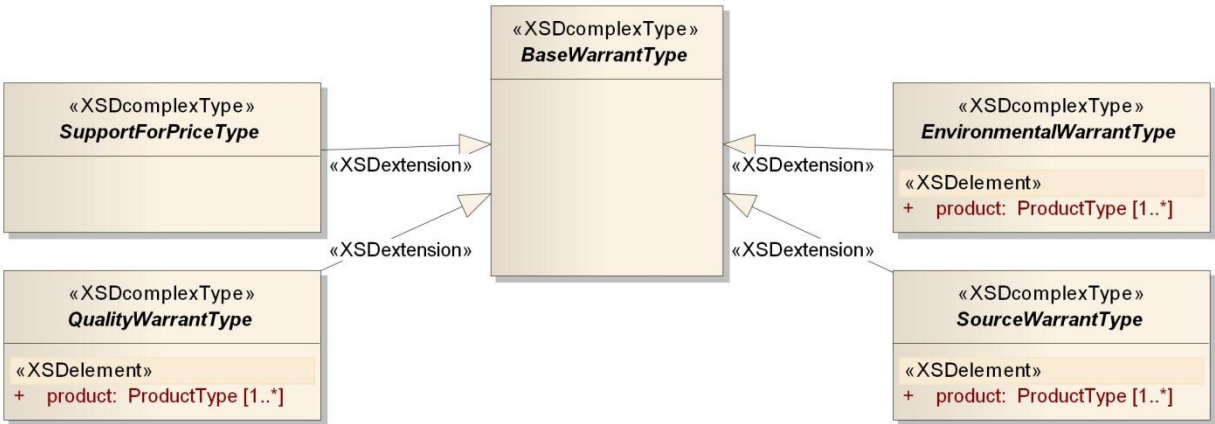 «XSDcomplexType»
BaseWarrantType
«XSDcomplexType»
SupportForPriceType
«XSDextension»
«XSDcomplexType»
EnvironmentalWarrantType
«XSDelement»
+ product: ProductType [1..*]
«XSDextension»
«XSDcomplexType»
QualityWarrantType
«XSDelement»
+ product: ProductType [1..*]
«XSDextension»
«XSDcomplexType»
SourceWarrantType
«XSDelement»
+ product: ProductType [1..*]
«XSDextension»